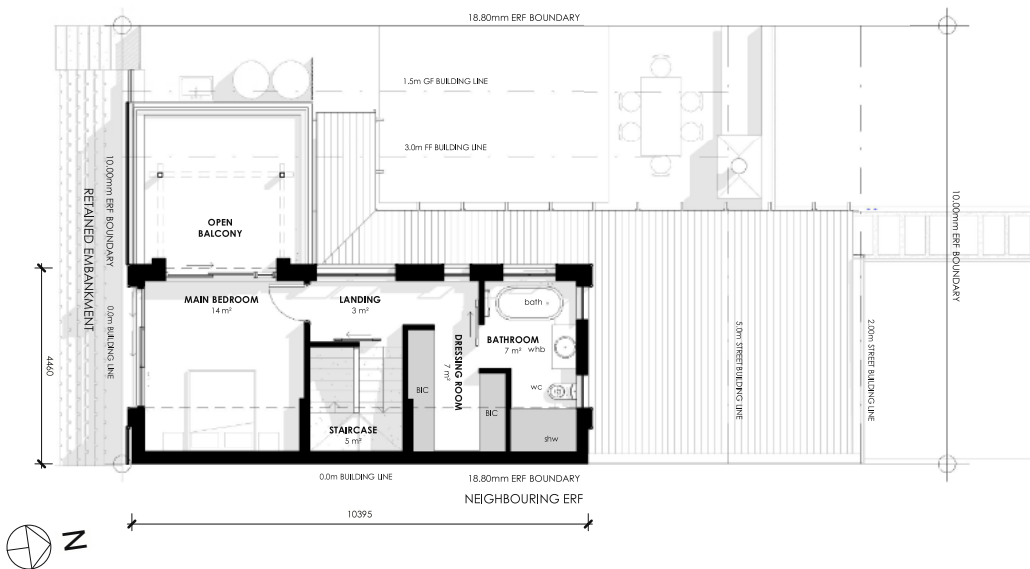 18.80mm ERF BOUNDARY
1.5m GF BUILDING LINE
3.0m FF BUILDING LINE
10.00mm ERF BOUNDARY
RETAINED EMBANKMENT
0.0m BUILDING LINE
10.00mm ERF BOUNDARY
OPEN
BALCONY
MAIN BEDROOM
14 m²
LANDING
3 m²
bath
BATHROOM
7 m²
whb
wc
DRESSING ROOM
7 m²
BIC
BIC
STAIRCASE
5 m²
shw
5.0m STREET BUILDING LINE
2.00m STREET BUILDING LINE
4460
0.0m BUILDING LINE
18.80mm ERF BOUNDARY
NEIGHBOURING ERF
10395
N